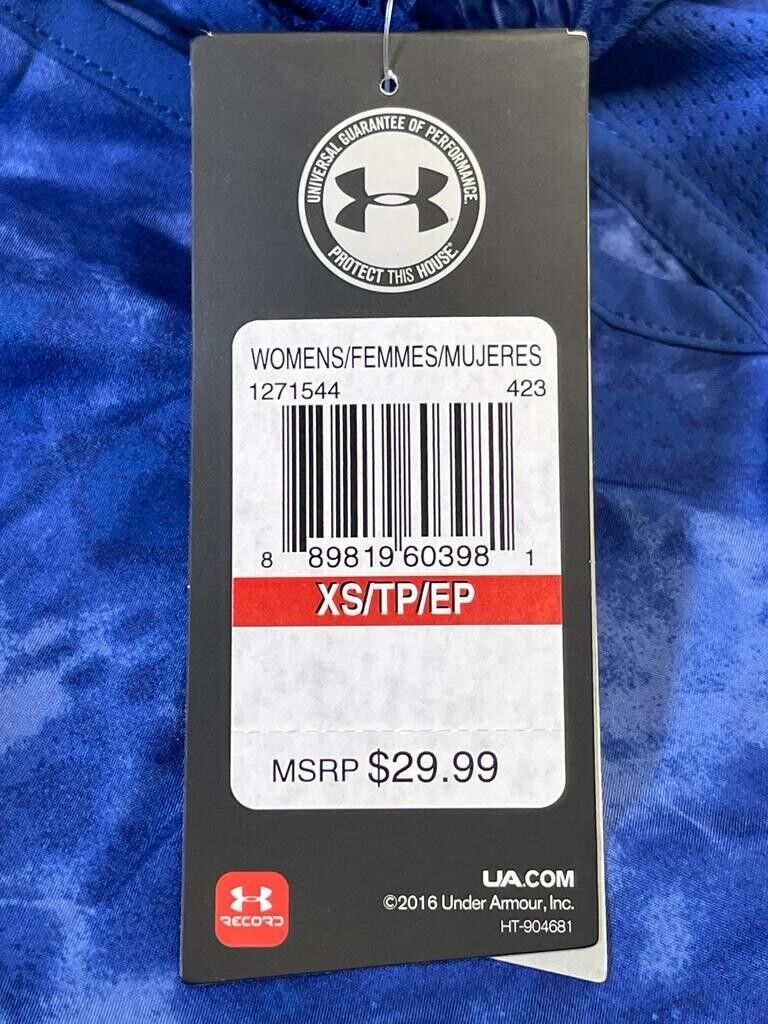 UNIVERSAL GUARANTEE OF PERFORMANCE.
PROTECT THIS HOUSE®
WOMENS/FEMMES/MUJERES
1271544 423
8 89819 60398 1
XS/TP/EP
MSRP $29.99
RECORD
UA.COM
©2016 Under Armour, Inc.
HT-904681